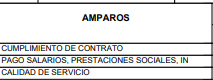 AMPAROS
CUMPLIMIENTO DE CONTRATO
PAGO SALARIOS, PRESTACIONES SOCIALES, IN
CALIDAD DE SERVICIO